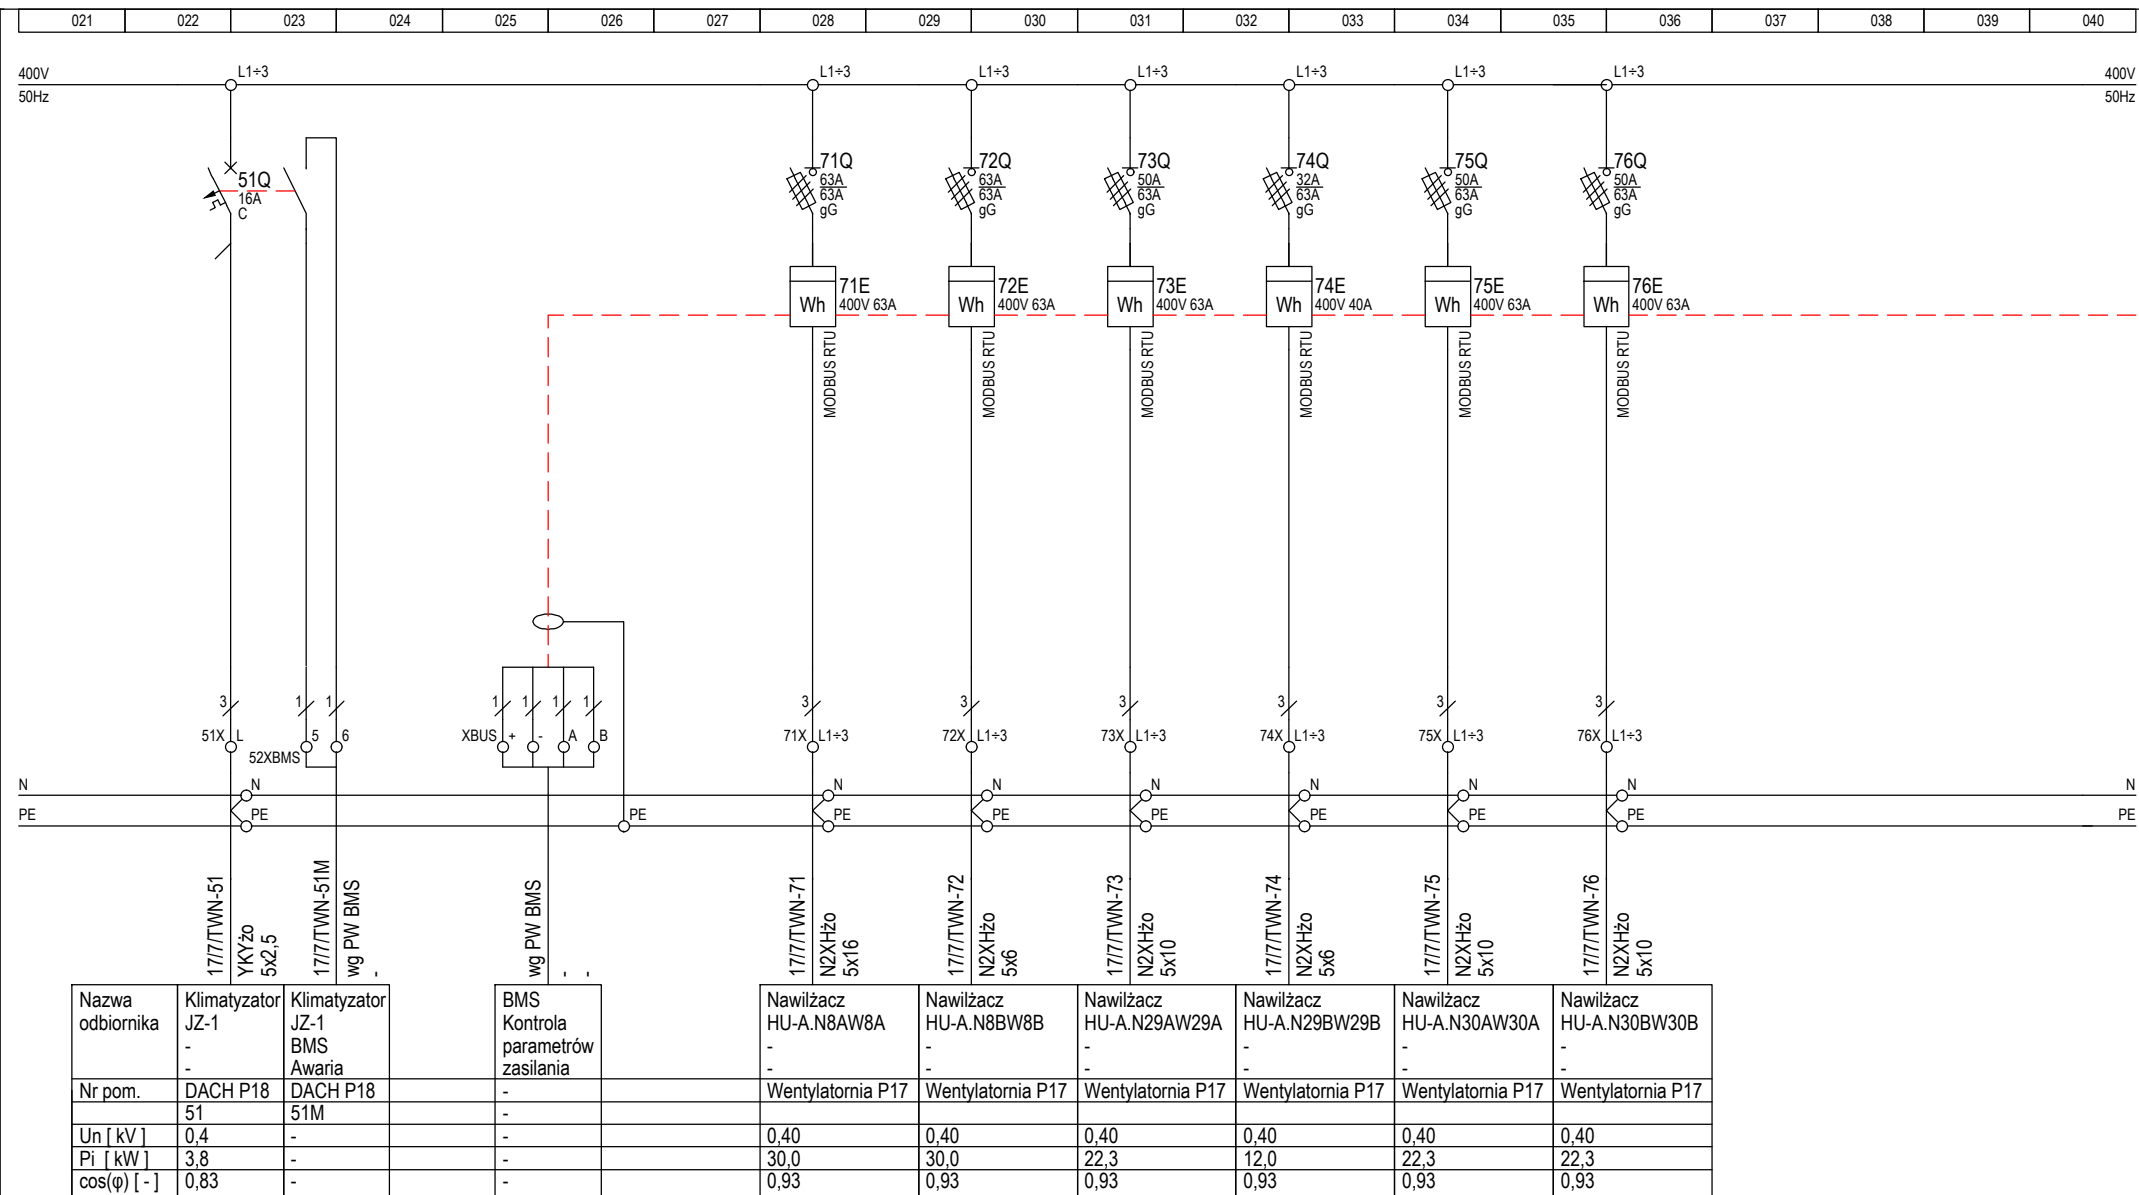 021 022 023 024 025 026 027 028 029 030 031 032 033 034 035 036 037 038 039 040
400V L1÷3 L1÷3 L1÷3 L1÷3 L1÷3 L1÷3 L1÷3 400V
50Hz 50Hz
51Q 71Q 72Q 73Q 74Q 75Q 76Q
16A 63A 63A 50A 32A 50A 50A
C 63A 63A 63A 63A 63A 63A
gG gG gG gG gG gG
71E 72E 73E 74E 75E 76E
Wh 400V 63A Wh 400V 63A Wh 400V 63A Wh 400V 40A Wh 400V 63A Wh 400V 63A
MODBUS RTU MODBUS RTU MODBUS RTU MODBUS RTU MODBUS RTU MODBUS RTU
3 1 1 1 1 1 1 3 3 3 3 3 3
51X L 5 6 XBUS + - A B 71X L1÷3 72X L1÷3 73X L1÷3 74X L1÷3 75X L1÷3 76X L1÷3
52XBMS
N N N N N N N N N
PE PE PE PE PE PE PE PE PE PE
17/7/TWN-51
YKYżo
5x2,5
17/7/TWN-51M
wg PW BMS
-
wg PW BMS
-
-
17/7/TWN-71
N2XHżo
5x16
17/7/TWN-72
N2XHżo
5x6
17/7/TWN-73
N2XHżo
5x10
17/7/TWN-74
N2XHżo
5x6
17/7/TWN-75
N2XHżo
5x10
17/7/TWN-76
N2XHżo
5x10
Nazwa Klimatyzator Klimatyzator BMS Nawilżacz Nawilżacz Nawilżacz Nawilżacz Nawilżacz Nawilżacz
odbiornika JZ-1 JZ-1 Kontrola HU-A.N8AW8A HU-A.N8BW8B HU-A.N29AW29A HU-A.N29BW29B HU-A.N30AW30A HU-A.N30BW30B
- BMS parametrów - - - - - -
- Awaria zasilania - - - - - -
Nr pom. DACH P18 DACH P18 - Wentylatornia P17 Wentylatornia P17 Wentylatornia P17 Wentylatornia P17 Wentylatornia P17 Wentylatornia P17
51 51M -
Un [ kV ] 0,4 - - 0,40 0,40 0,40 0,40 0,40 0,40
Pi [ kW ] 3,8 - - 30,0 30,0 22,3 12,0 22,3 22,3
cos(φ) [ - ] 0,83 - - 0,93 0,93 0,93 0,93 0,93 0,93